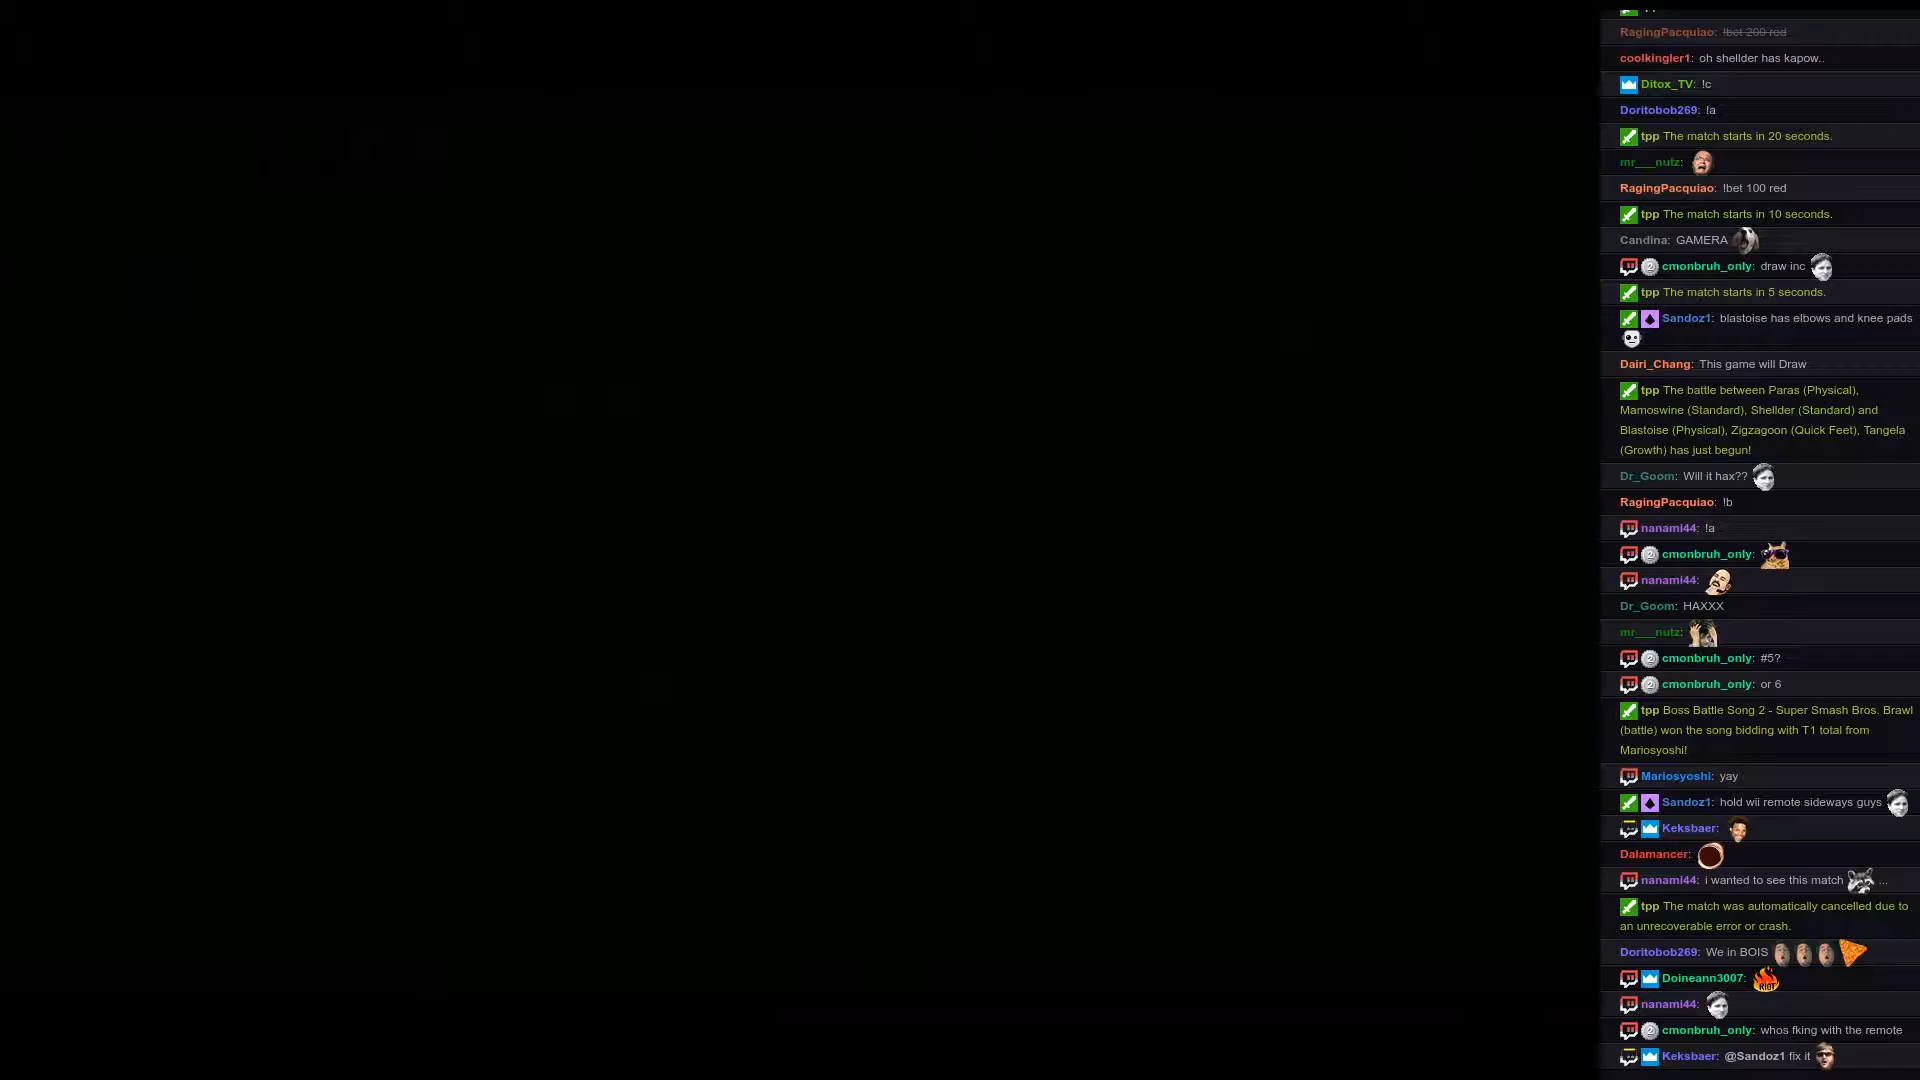 RagingPacquiao: !bet 200 red
coolkingler1: oh shellder has kapow..
Ditox_TV: !c
Doritobob269: !a
tpp The match starts in 20 seconds.
mr___nutz:
RagingPacquiao: !bet 100 red
tpp The match starts in 10 seconds.
Candina: GAMERA
cmonbruh_only: draw inc
tpp The match starts in 5 seconds.
Sandoz1: blastoise has elbows and knee pads
Dairi_Chang: This game will Draw
tpp The battle between Paras (Physical),
Mamoswine (Standard), Shellder (Standard) and
Blastoise (Physical), Zigzagoon (Quick Feet), Tangela
(Growth) has just begun!
Dr_Goom: Will it hax??
RagingPacquiao: !b
nanami44: !a
cmonbruh_only:
nanami44:
Dr_Goom: HAXXX
mr___nutz:
cmonbruh_only: #5?
cmonbruh_only: or 6
tpp Boss Battle Song 2 - Super Smash Bros. Brawl
(battle) won the song bidding with T1 total from
Mariosyoshi!
Mariosyoshi: yay
Sandoz1: hold wii remote sideways guys
Keksbaer:
Dalamancer:
nanami44: i wanted to see this match ...
tpp The match was automatically cancelled due to
an unrecoverable error or crash.
Doritobob269: We in BOIS
Doineann3007: RIOT
nanami44:
cmonbruh_only: whos fking with the remote
Keksbaer: @Sandoz1 fix it